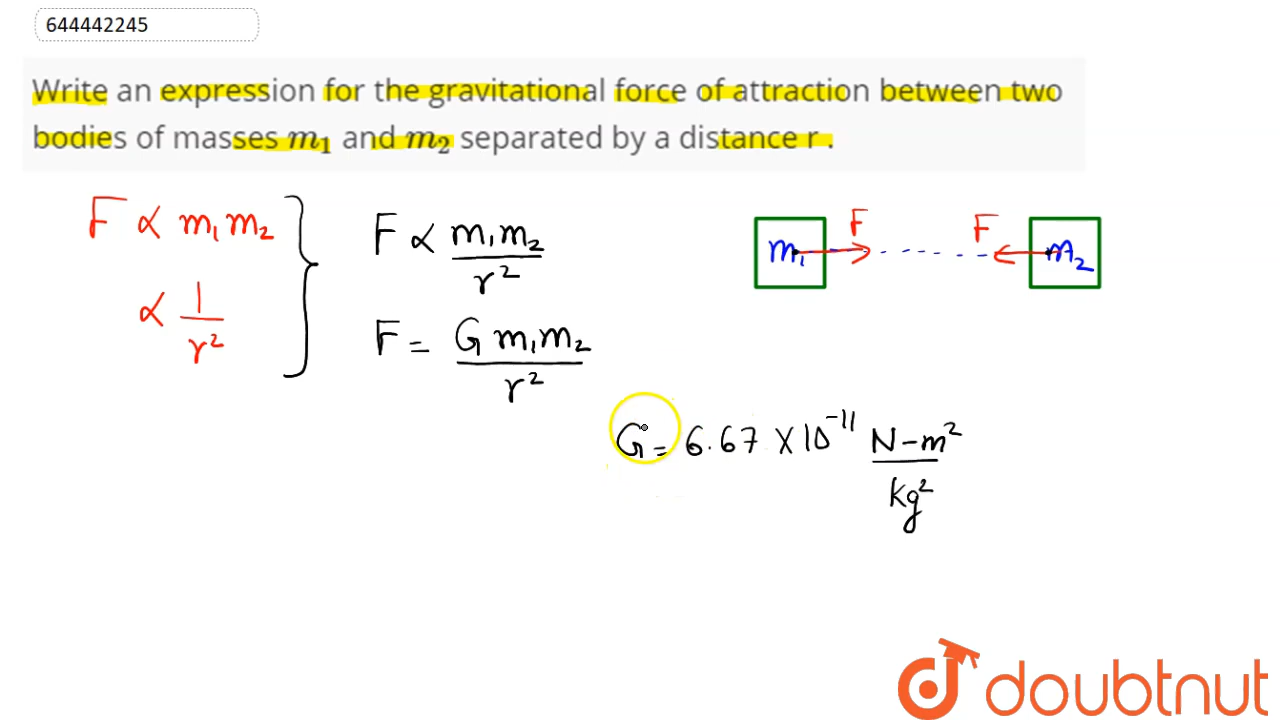 644442245
Write an expression for the gravitational force of attraction between two
bodies of masses m₁ and m₂ separated by a distance r .
F ∝ m₁m₂
∝ 1/r²
F ∝ m₁m₂/r²
F = G m₁m₂/r²
F F
m₁ m₂
G = 6.67 × 10⁻¹¹ N-m²/kg²
doubtnut